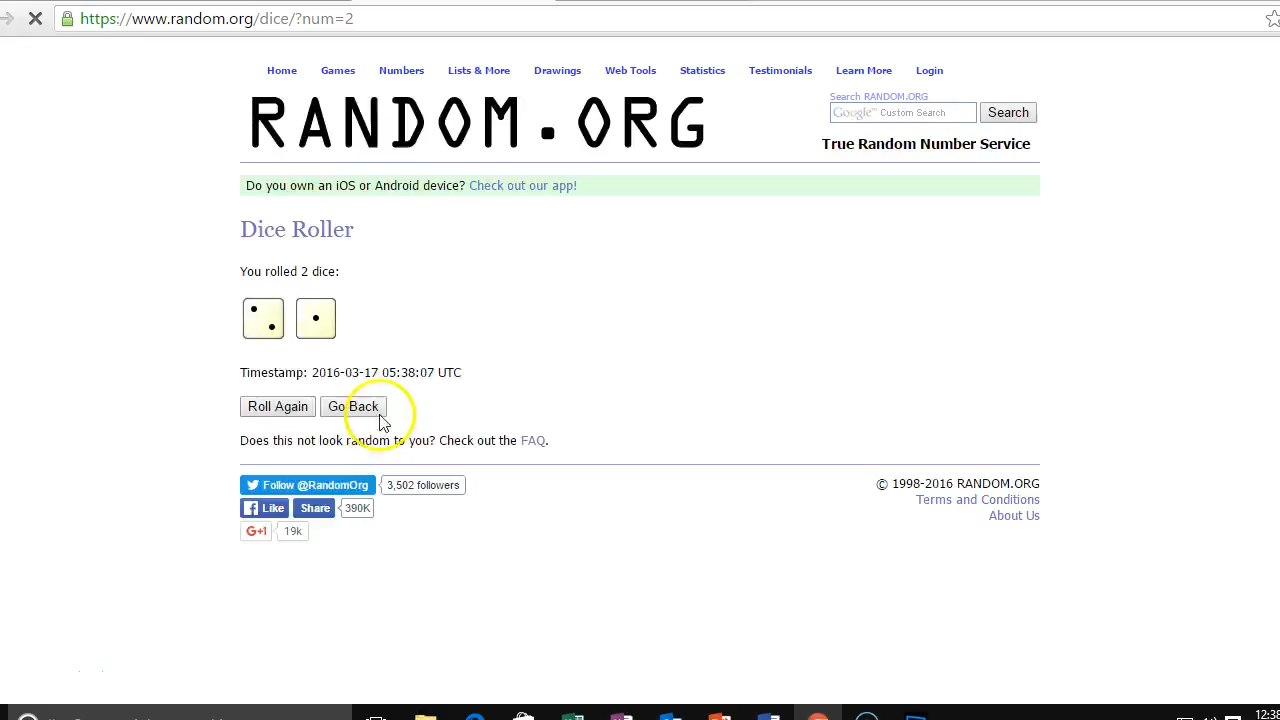 https://www.random.org/dice/?num=2
Home Games Numbers Lists & More Drawings Web Tools Statistics Testimonials Learn More Login
RANDOM.ORG
Search RANDOM.ORG
Google™ Custom Search Search
True Random Number Service
Do you own an iOS or Android device? Check out our app!
Dice Roller
You rolled 2 dice:
Timestamp: 2016-03-17 05:38:07 UTC
Roll Again Go Back
Does this not look random to you? Check out the FAQ.
Follow @RandomOrg 3,502 followers
Like Share 390K
G+1 19k
© 1998-2016 RANDOM.ORG
Terms and Conditions
About Us